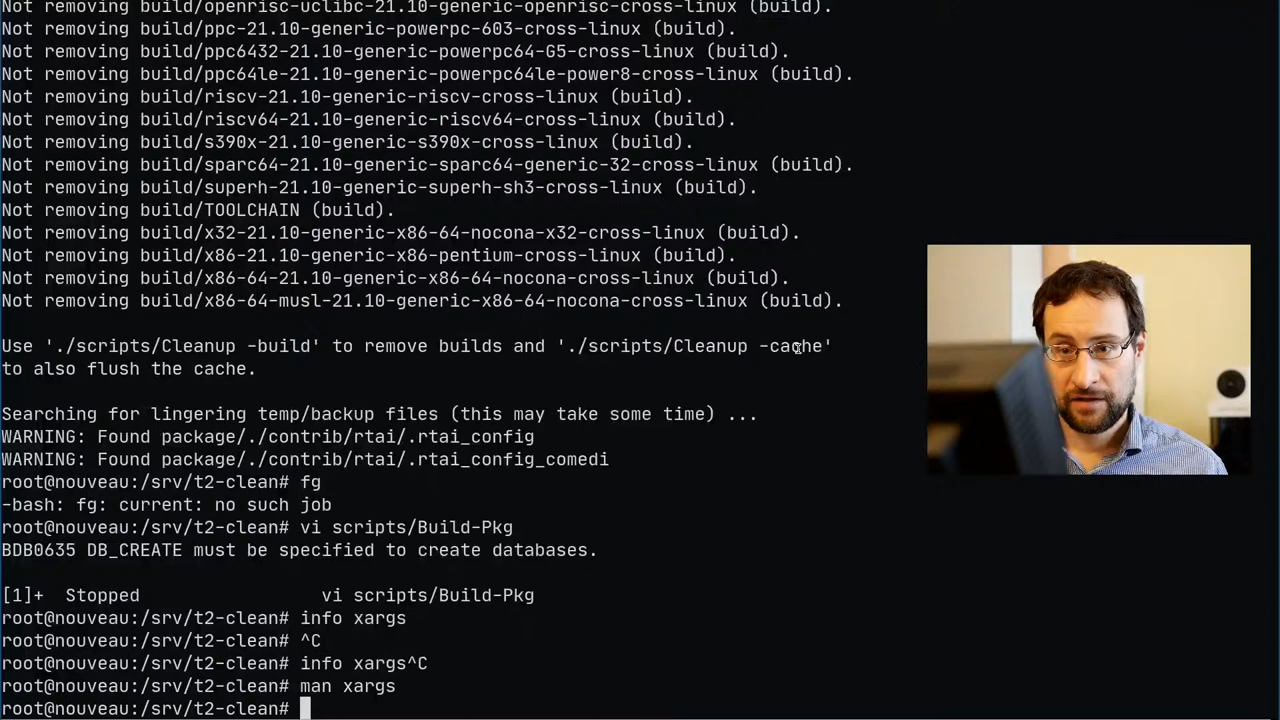 Not removing build/openrisc-uclibc-21.10-generic-openrisc-cross-linux (build).
Not removing build/ppc-21.10-generic-powerpc-603-cross-linux (build).
Not removing build/ppc6432-21.10-generic-powerpc64-G5-cross-linux (build).
Not removing build/ppc64le-21.10-generic-powerpc64le-power8-cross-linux (build).
Not removing build/riscv-21.10-generic-riscv-cross-linux (build).
Not removing build/riscv64-21.10-generic-riscv64-cross-linux (build).
Not removing build/s390x-21.10-generic-s390x-cross-linux (build).
Not removing build/sparc64-21.10-generic-sparc64-generic-32-cross-linux (build).
Not removing build/superh-21.10-generic-superh-sh3-cross-linux (build).
Not removing build/TOOLCHAIN (build).
Not removing build/x32-21.10-generic-x86-64-nocona-x32-cross-linux (build).
Not removing build/x86-21.10-generic-x86-pentium-cross-linux (build).
Not removing build/x86-64-21.10-generic-x86-64-nocona-cross-linux (build).
Not removing build/x86-64-musl-21.10-generic-x86-64-nocona-cross-linux (build).
Use './scripts/Cleanup -build' to remove builds and './scripts/Cleanup -cache'
to also flush the cache.
Searching for lingering temp/backup files (this may take some time) ...
WARNING: Found package/./contrib/rtai/.rtai_config
WARNING: Found package/./contrib/rtai/.rtai_config_comedi
root@nouveau:/srv/t2-clean# fg
-bash: fg: current: no such job
root@nouveau:/srv/t2-clean# vi scripts/Build-Pkg
BDB0635 DB_CREATE must be specified to create databases.
[1]+  Stopped                 vi scripts/Build-Pkg
root@nouveau:/srv/t2-clean# info xargs
root@nouveau:/srv/t2-clean# ^C
root@nouveau:/srv/t2-clean# info xargs^C
root@nouveau:/srv/t2-clean# man xargs
root@nouveau:/srv/t2-clean#